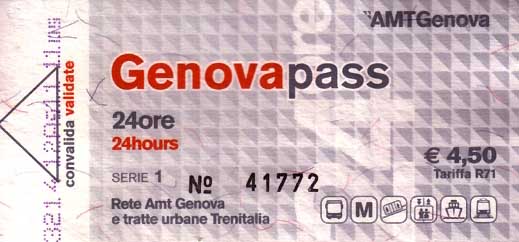 AMTGenova
Genovapass
24ore
24hours
convalida validate
SERIE 1 Nº 41772
€ 4,50
Tariffa R71
Rete Amt Genova
e tratte urbane Trenitalia
M